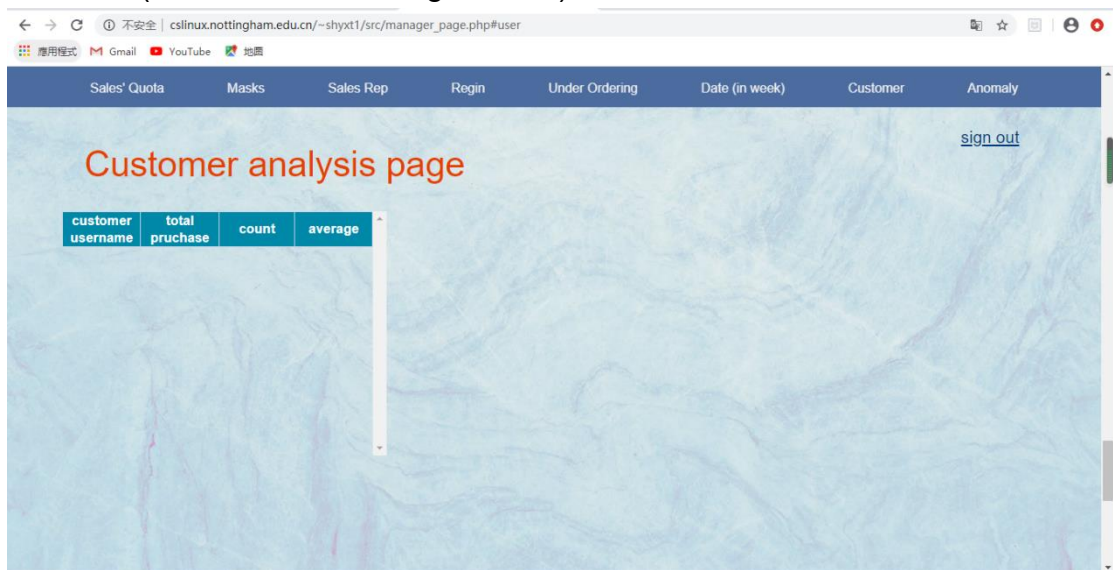 不安全 | cslinux.nottingham.edu.cn/~shyxt1/src/manager_page.php#user
應用程式 Gmail YouTube 地圖
Sales' Quota Masks Sales Rep Regin Under Ordering Date (in week) Customer Anomaly
sign out
Customer analysis page
customer username total pruchase count average